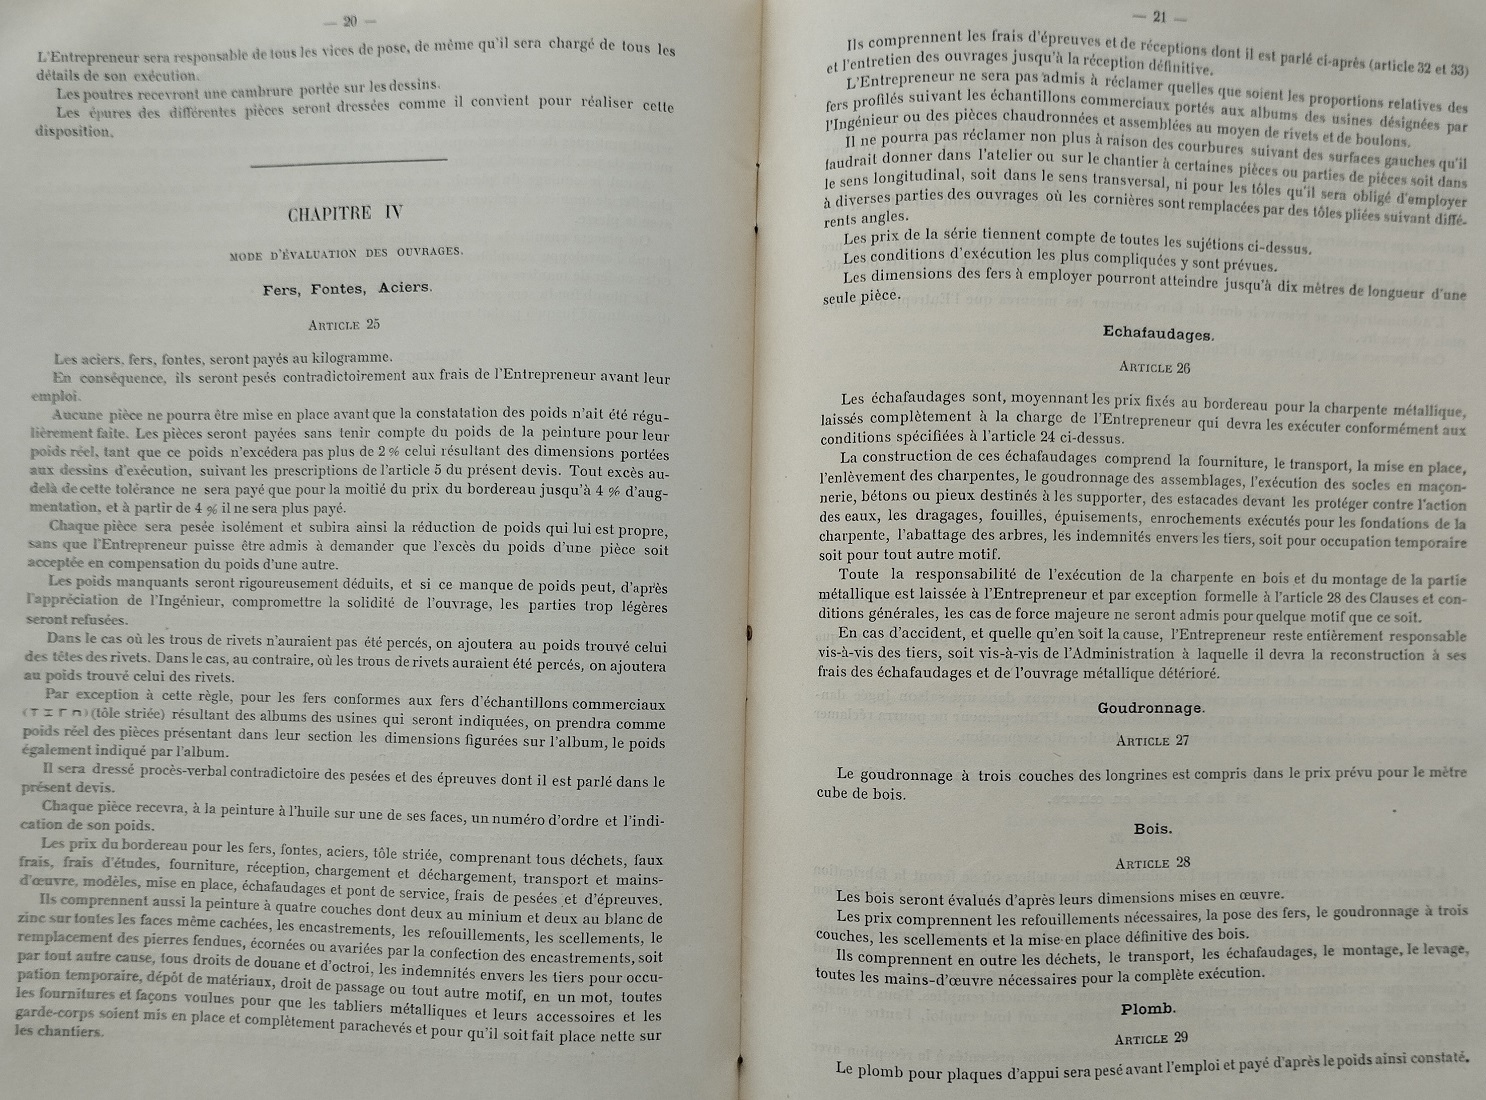 — 20 —
L'Entrepreneur sera responsable de tous les vices de pose, de même qu'il sera chargé de tous les
détails de son exécution.
Les poutres recevront une cambrure portée sur les dessins.
Les épures des différentes pièces seront dressées comme il convient pour réaliser cette
disposition.
CHAPITRE IV
MODE D'ÉVALUATION DES OUVRAGES.
Fers, Fontes, Aciers.
ARTICLE 25
Les aciers, fers, fontes, seront payés au kilogramme.
En conséquence, ils seront pesés contradictoirement aux frais de l'Entrepreneur avant leur
emploi.
Aucune pièce ne pourra être mise en place avant que la constatation des poids n'ait été régu-
lièrement faite. Les pièces seront payées sans tenir compte du poids de la peinture pour leur
poids réel, tant que ce poids n'excédera pas plus de 2 % celui résultant des dimensions portées
aux dessins d'exécution, suivant les prescriptions de l'article 5 du présent devis. Tout excès au-
delà de cette tolérance ne sera payé que pour la moitié du prix du bordereau jusqu'à 4 % d'aug-
mentation, et à partir de 4 % il ne sera plus payé.
Chaque pièce sera pesée isolément et subira ainsi la réduction de poids qui lui est propre,
sans que l'Entrepreneur puisse être admis à demander que l'excès du poids d'une pièce soit
acceptée en compensation du poids d'une autre.
Les poids manquants seront rigoureusement déduits, et si ce manque de poids peut, d'après
l'appréciation de l'Ingénieur, compromettre la solidité de l'ouvrage, les parties trop légères
seront refusées.
Dans le cas où les trous de rivets n'auraient pas été percés, on ajoutera au poids trouvé celui
des têtes des rivets. Dans le cas, au contraire, où les trous de rivets auraient été percés, on ajoutera
au poids trouvé celui des rivets.
Par exception à cette règle, pour les fers conformes aux fers d'échantillons commerciaux
(tôle striée) résultant des albums des usines qui seront indiquées, on prendra comme
poids réel des pièces présentant dans leur section les dimensions figurées sur l'album, le poids
également indiqué par l'album.
Il sera dressé procès-verbal contradictoire des pesées et des épreuves dont il est parlé dans le
présent devis.
Chaque pièce recevra, à la peinture à l'huile sur une de ses faces, un numéro d'ordre et l'indi-
cation de son poids.
Les prix du bordereau pour les fers, fontes, aciers, tôle striée, comprenant tous déchets, faux
frais, frais d'études, fourniture, réception, chargement et déchargement, transport et mains-
d'œuvre, modèles, mise en place, échafaudages et pont de service, frais de pesées et d'épreuves.
Ils comprennent aussi la peinture à quatre couches dont deux au minium et deux au blanc de
zinc sur toutes les faces même cachées, les encastrements, les refouillements, les scellements, le
remplacement des pierres fendues, écornées ou avariées par la confection des encastrements, soit
par tout autre cause, tous droits de douane et d'octroi, les indemnités envers les tiers pour occu-
pation temporaire, dépôt de matériaux, droit de passage ou tout autre motif, en un mot, toutes
les fournitures et façons voulues pour que les tabliers métalliques et leurs accessoires et les
garde-corps soient mis en place et complètement parachevés et pour qu'il soit fait place nette sur
les chantiers.
— 21 —
Ils comprennent les frais d'épreuves et de réceptions dont il est parlé ci-après (article 32 et 33)
et l'entretien des ouvrages jusqu'à la réception définitive.
L'Entrepreneur ne sera pas admis à réclamer quelles que soient les proportions relatives des
fers profilés suivant les échantillons commerciaux portés aux albums des usines désignées par
l'Ingénieur ou des pièces chaudronnées et assemblées au moyen de rivets et de boulons.
Il ne pourra pas réclamer non plus à raison des courbures suivant des surfaces gauches qu'il
faudrait donner dans l'atelier ou sur le chantier à certaines pièces ou parties de pièces soit dans
le sens longitudinal, soit dans le sens transversal, ni pour les tôles qu'il sera obligé d'employer
à diverses parties des ouvrages où les cornières sont remplacées par des tôles pliées suivant diffé-
rents angles.
Les prix de la série tiennent compte de toutes les sujétions ci-dessus.
Les conditions d'exécution les plus compliquées y sont prévues.
Les dimensions des fers à employer pourront atteindre jusqu'à dix mètres de longueur d'une
seule pièce.
Echafaudages.
ARTICLE 26
Les échafaudages sont, moyennant les prix fixés au bordereau pour la charpente métallique,
laissés complètement à la charge de l'Entrepreneur qui devra les exécuter conformément aux
conditions spécifiées à l'article 24 ci-dessus.
La construction de ces échafaudages comprend la fourniture, le transport, la mise en place,
l'enlèvement des charpentes, le goudronnage des assemblages, l'exécution des socles en maçon-
nerie, bétons ou pieux destinés à les supporter, des estacades devant les protéger contre l'action
des eaux, les dragages, fouilles, épuisements, enrochements exécutés pour les fondations de la
charpente, l'abattage des arbres, les indemnités envers les tiers, soit pour occupation temporaire
soit pour tout autre motif.
Toute la responsabilité de l'exécution de la charpente en bois et du montage de la partie
métallique est laissée à l'Entrepreneur et par exception formelle à l'article 28 des Clauses et con-
ditions générales, les cas de force majeure ne seront admis pour quelque motif que ce soit.
En cas d'accident, et quelle qu'en soit la cause, l'Entrepreneur reste entièrement responsable
vis-à-vis des tiers, soit vis-à-vis de l'Administration à laquelle il devra la reconstruction à ses
frais des échafaudages et de l'ouvrage métallique détérioré.
Goudronnage.
ARTICLE 27
Le goudronnage à trois couches des longrines est compris dans le prix prévu pour le mètre
cube de bois.
Bois.
ARTICLE 28
Les bois seront évalués d'après leurs dimensions mises en œuvre.
Les prix comprennent les refouillements nécessaires, la pose des fers, le goudronnage à trois
couches, les scellements et la mise en place définitive des bois.
Ils comprennent en outre les déchets, le transport, les échafaudages, le montage, le levage,
toutes les mains-d'œuvre nécessaires pour la complète exécution.
Plomb.
ARTICLE 29
Le plomb pour plaques d'appui sera pesé avant l'emploi et payé d'après le poids ainsi constaté.